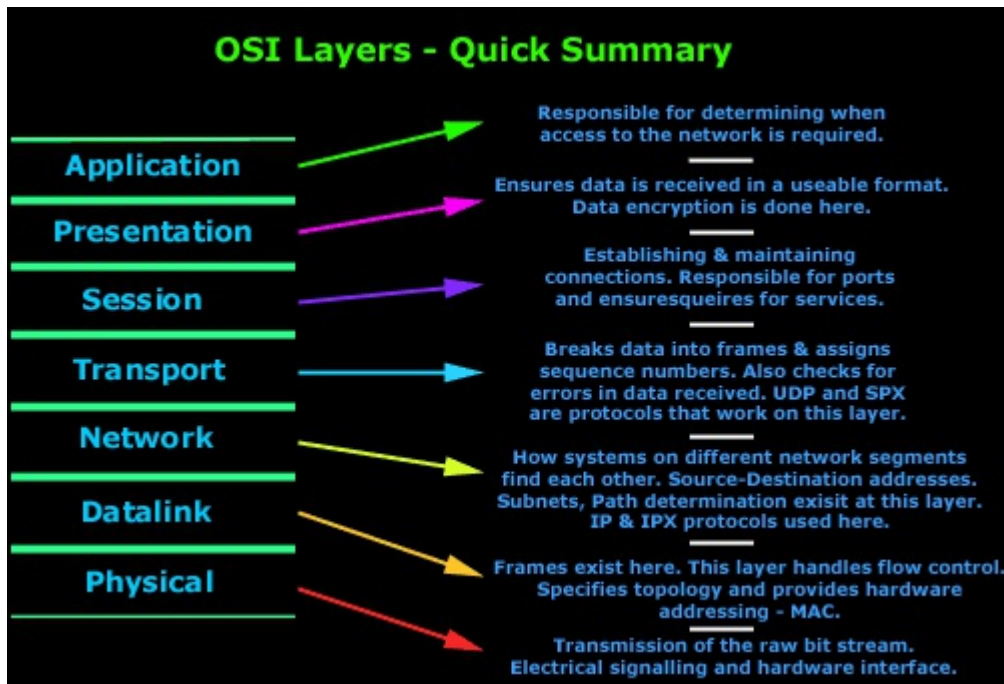 OSI Layers - Quick Summary
Application
Responsible for determining when
access to the network is required.
Presentation
Ensures data is received in a useable format.
Data encryption is done here.
Session
Establishing & maintaining
connections. Responsible for ports
and ensuresqueires for services.
Transport
Breaks data into frames & assigns
sequence numbers. Also checks for
errors in data received. UDP and SPX
are protocols that work on this layer.
Network
How systems on different network segments
find each other. Source-Destination addresses.
Subnets, Path determination exisit at this layer.
IP & IPX protocols used here.
Datalink
Frames exist here. This layer handles flow control.
Specifies topology and provides hardware
addressing - MAC.
Physical
Transmission of the raw bit stream.
Electrical signalling and hardware interface.